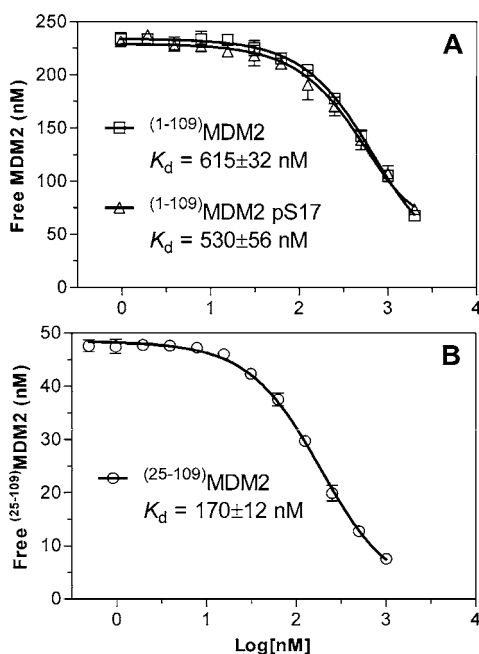 A
Free MDM2 (nM)
250
200
150
100
50
0
(1-109)MDM2
Kd = 615±32 nM
(1-109)MDM2 pS17
Kd = 530±56 nM
0 1 2 3 4
B
Free (25-109)MDM2 (nM)
50
40
30
20
10
0
(25-109)MDM2
Kd = 170±12 nM
0 1 2 3 4
Log[nM]